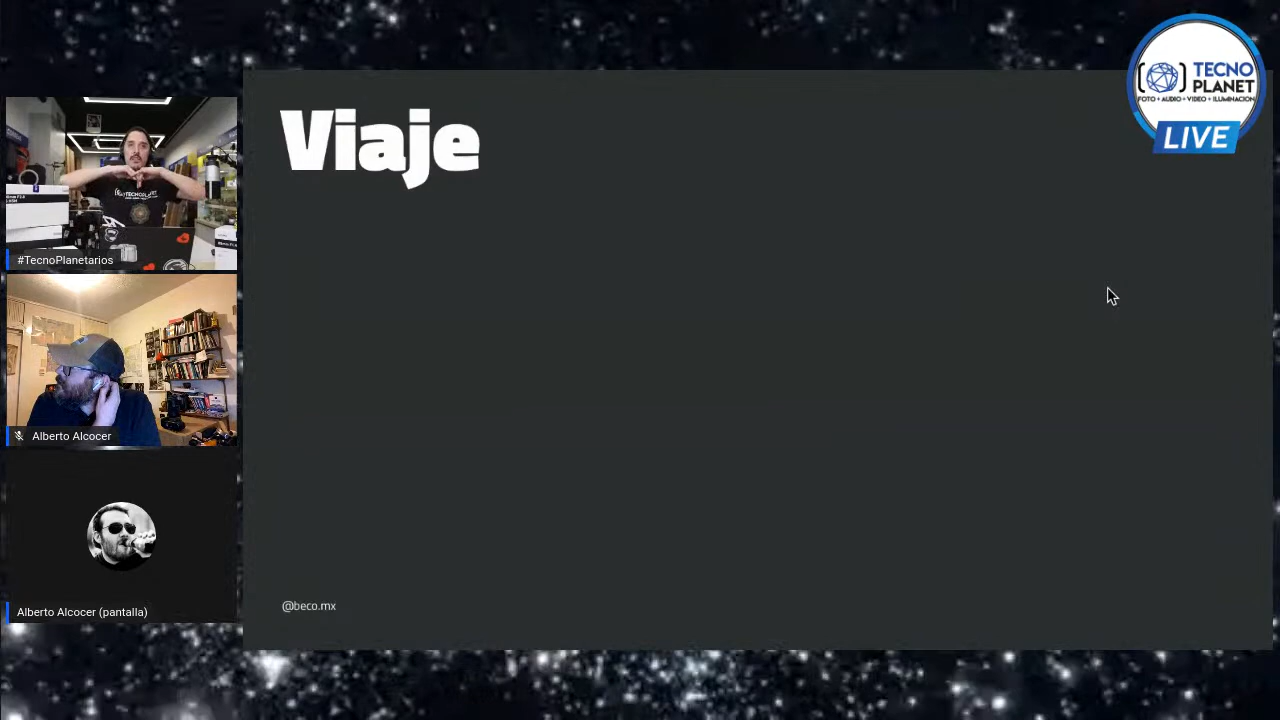 Viaje
TECNO
PLANET
FOTO + AUDIO + VIDEO + ILUMINACION
LIVE
#TecnoPlanetarios
Alberto Alcocer
Alberto Alcocer (pantalla)
@beco.mx